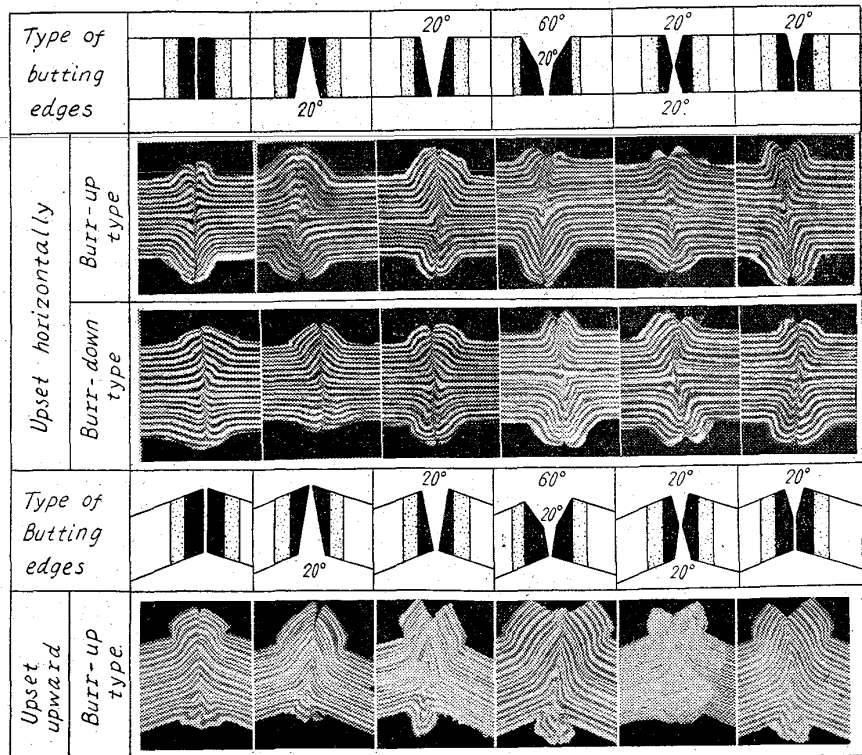 Type of
butting
edges
20°
20° 60° 20° 20°
20°
20°
Upset horizontally
Burr-up
type
Burr-down
type
Type of
Butting
edges
20° 60° 20° 20°
20°
20° 20°
Upset
upward
Burr-up
type.